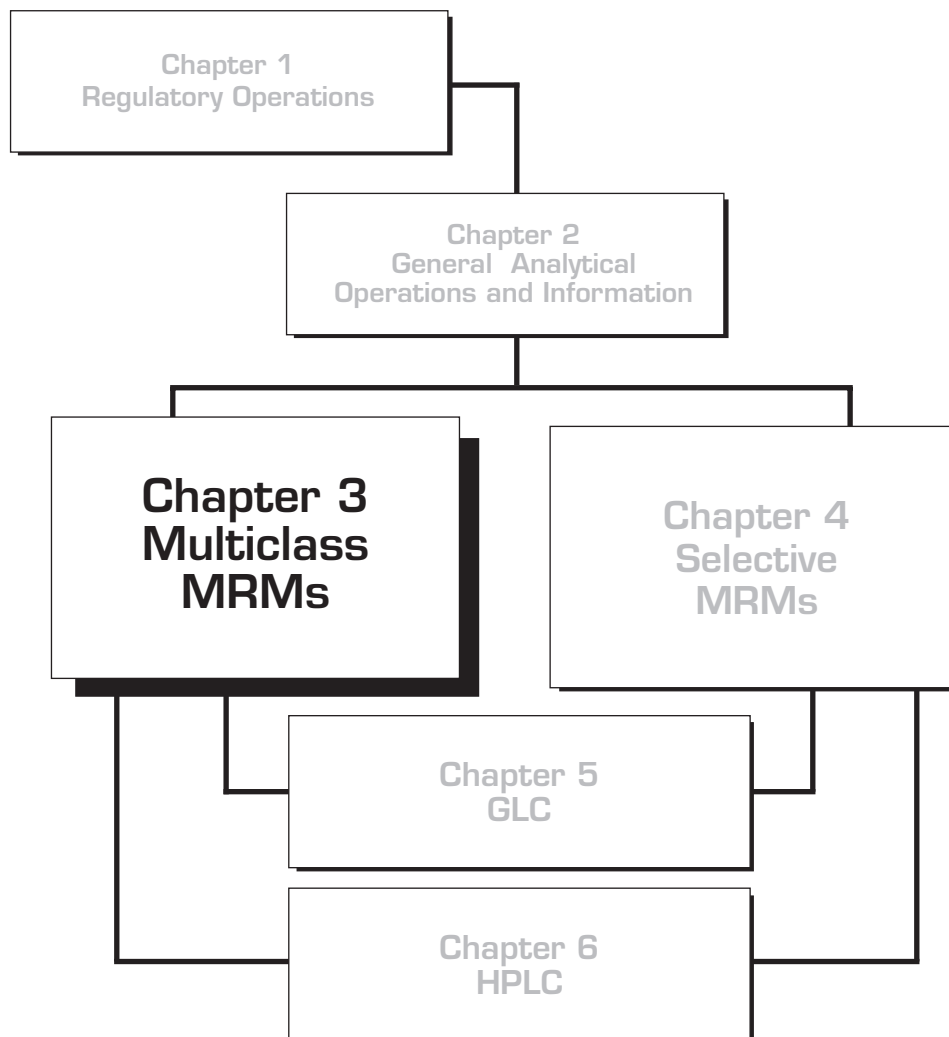 Chapter 1
Regulatory Operations
Chapter 2
General Analytical
Operations and Information
Chapter 3
Multiclass
MRMs
Chapter 4
Selective
MRMs
Chapter 5
GLC
Chapter 6
HPLC